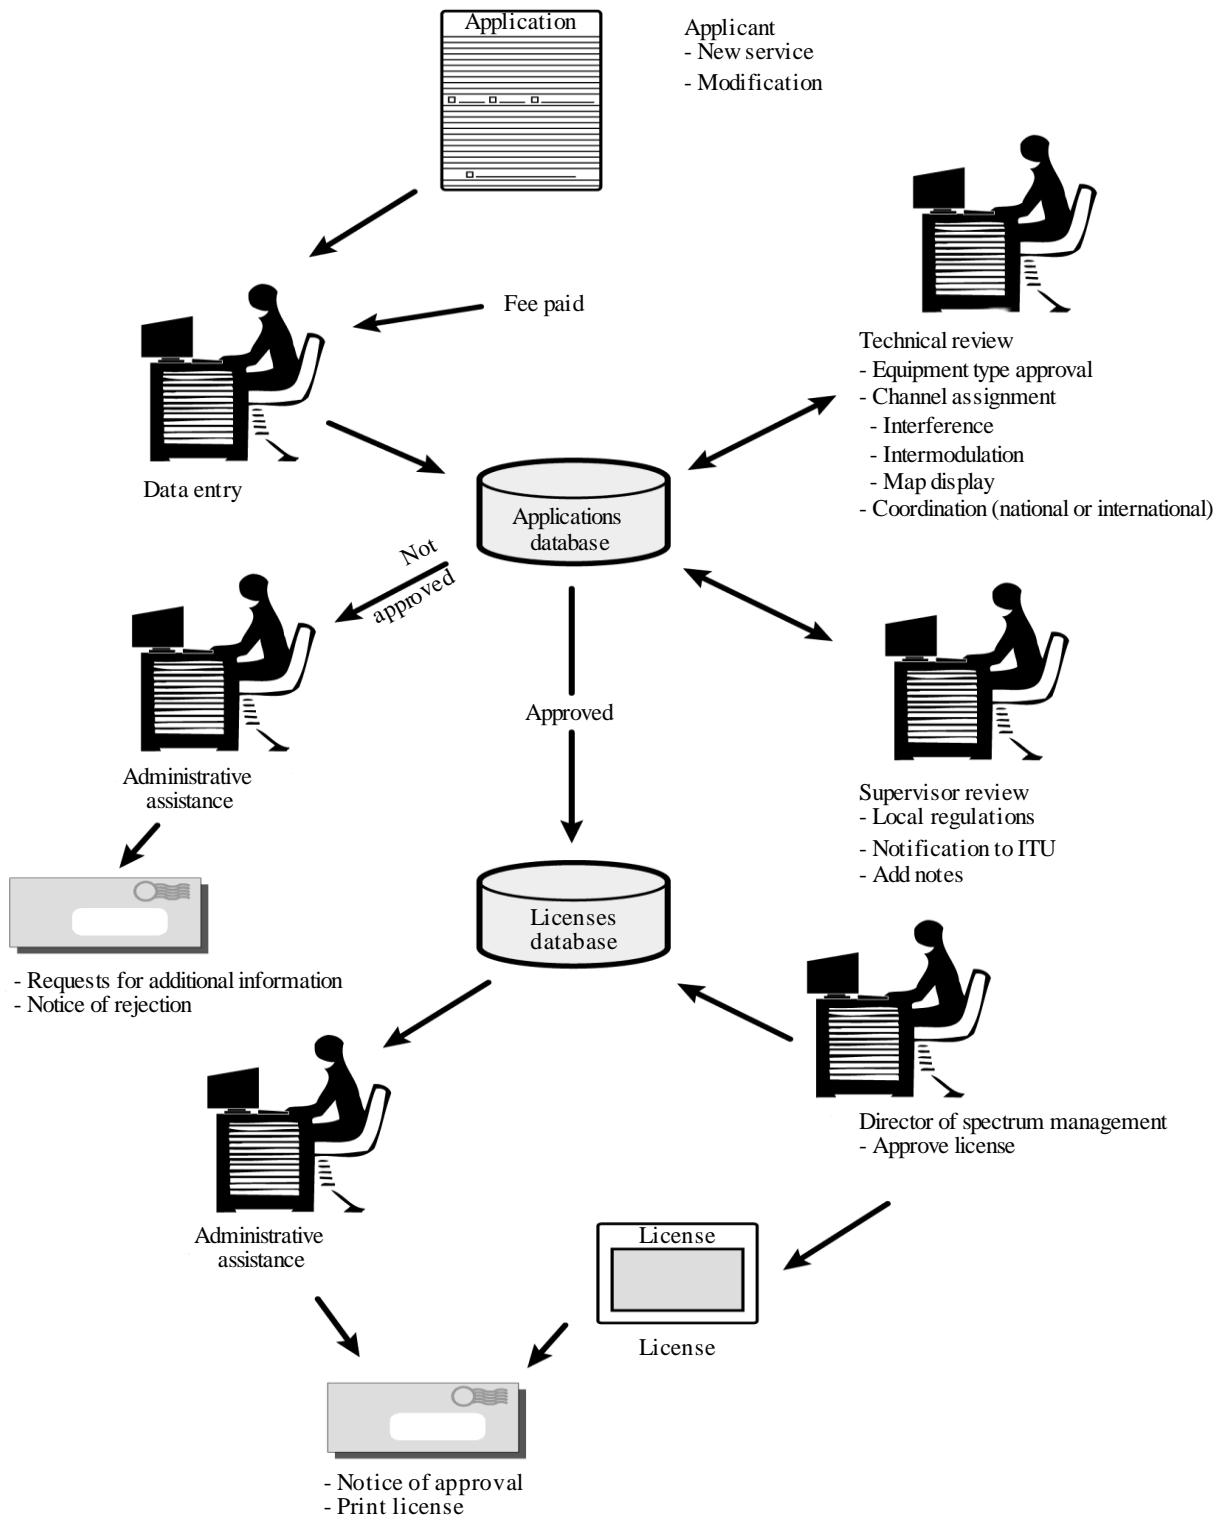 Application
Applicant
- New service
- Modification
Fee paid
Data entry
Technical review
- Equipment type approval
- Channel assignment
- Interference
- Intermodulation
- Map display
- Coordination (national or international)
Applications
database
Not
approved
Administrative
assistance
Approved
Supervisor review
- Local regulations
- Notification to ITU
- Add notes
- Requests for additional information
- Notice of rejection
Licenses
database
Director of spectrum management
- Approve license
Administrative
assistance
License
License
- Notice of approval
- Print license